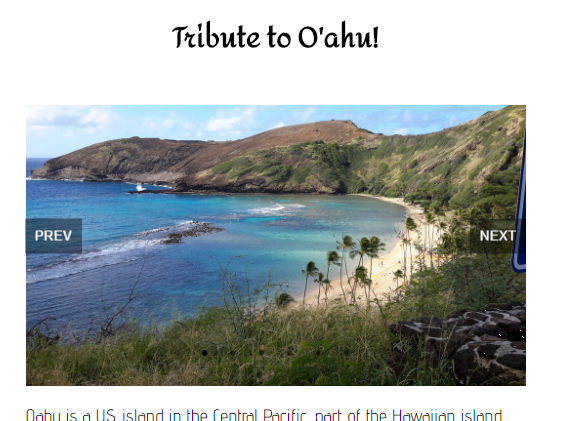 Tribute to O'ahu!
PREV
NEXT
Oahu is a US island in the Central Pacific, part of the Hawaiian island